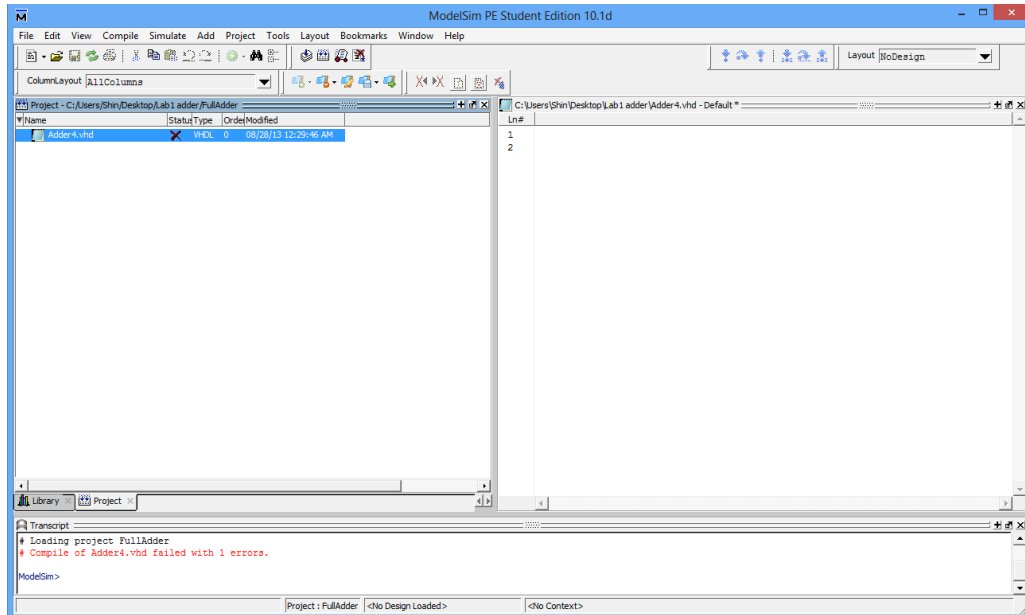 ModelSim PE Student Edition 10.1d
File Edit View Compile Simulate Add Project Tools Layout Bookmarks Window Help
Layout NoDesign
ColumnLayout AllColumns
Project - C:/Users/Shin/Desktop/Lab1 adder/FullAdder
Name Statu Type Orde Modified
Adder4.vhd VHDL 0 08/28/13 12:29:46 AM
C:\Users\Shin\Desktop\Lab1 adder\Adder4.vhd - Default *
Ln#
1
2
Library Project
Transcript
# Loading project FullAdder
# Compile of Adder4.vhd failed with 1 errors.
ModelSim>
Project : FullAdder <No Design Loaded> <No Context>